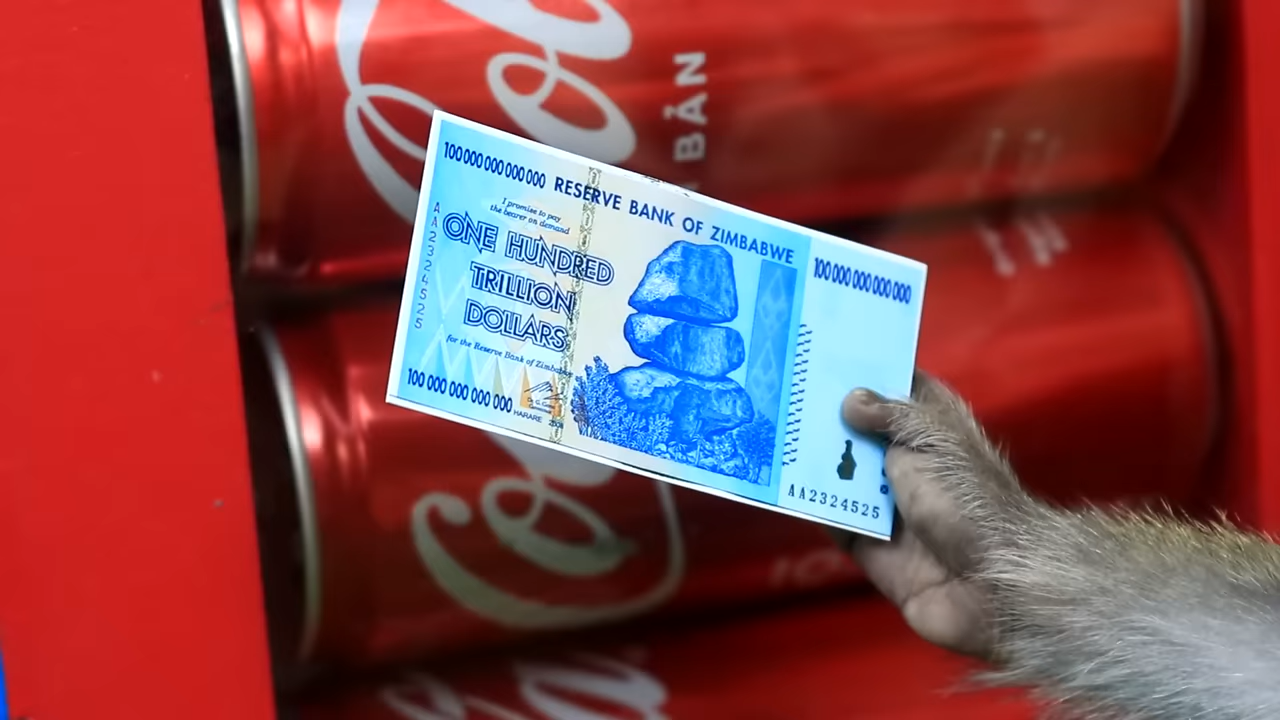 Co
BẢN
100 000 000 000 000
RESERVE BANK OF ZIMBABWE
I promise to pay
the bearer on demand
ONE HUNDRED
TRILLION
DOLLARS
for the Reserve Bank of Zimbabwe
100 000 000 000 000
HARARE
AA2324525
100 000 000 000 000
AA2324525
Co